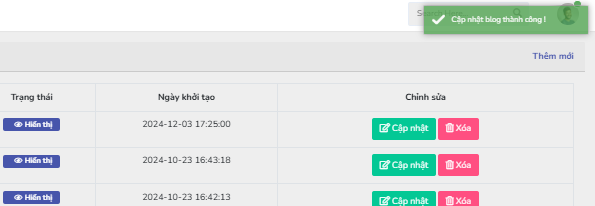 Cập nhật blog thành công !
Thêm mới
Trạng thái Ngày khởi tạo Chỉnh sửa
Hiển thị 2024-12-03 17:25:00 Cập nhật Xóa
Hiển thị 2024-10-23 16:43:18 Cập nhật Xóa
Hiển thị 2024-10-23 16:42:13 Cập nhật Xóa